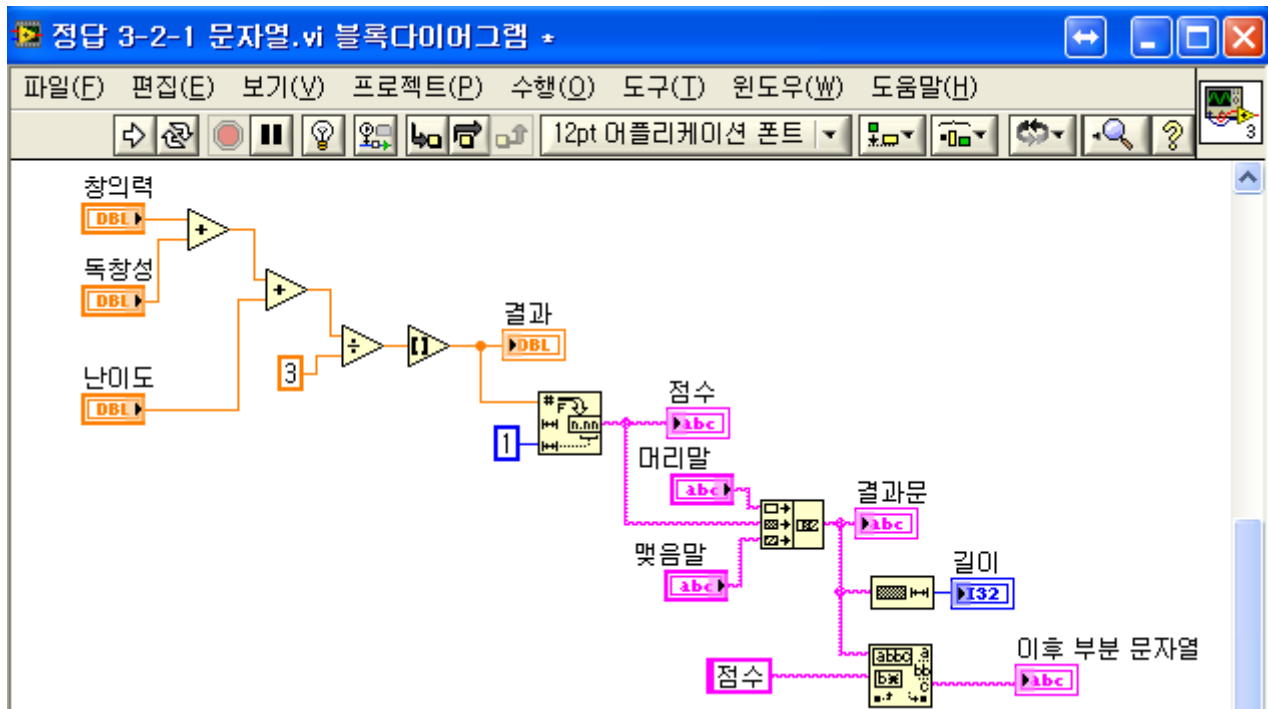 정답 3-2-1 문자열.vi 블록다이어그램 *
파일(F) 편집(E) 보기(V) 프로젝트(P) 수행(O) 도구(T) 윈도우(W) 도움말(H)
12pt 어플리케이션 폰트
3
창의력
DBL
독창성
DBL
난이도
DBL
3
결과
DBL
1
# F n.nn
점수
abc
머리말
abc
맺음말
abc
결과문
abc
길이
I32
점수
이후 부분 문자열
abc